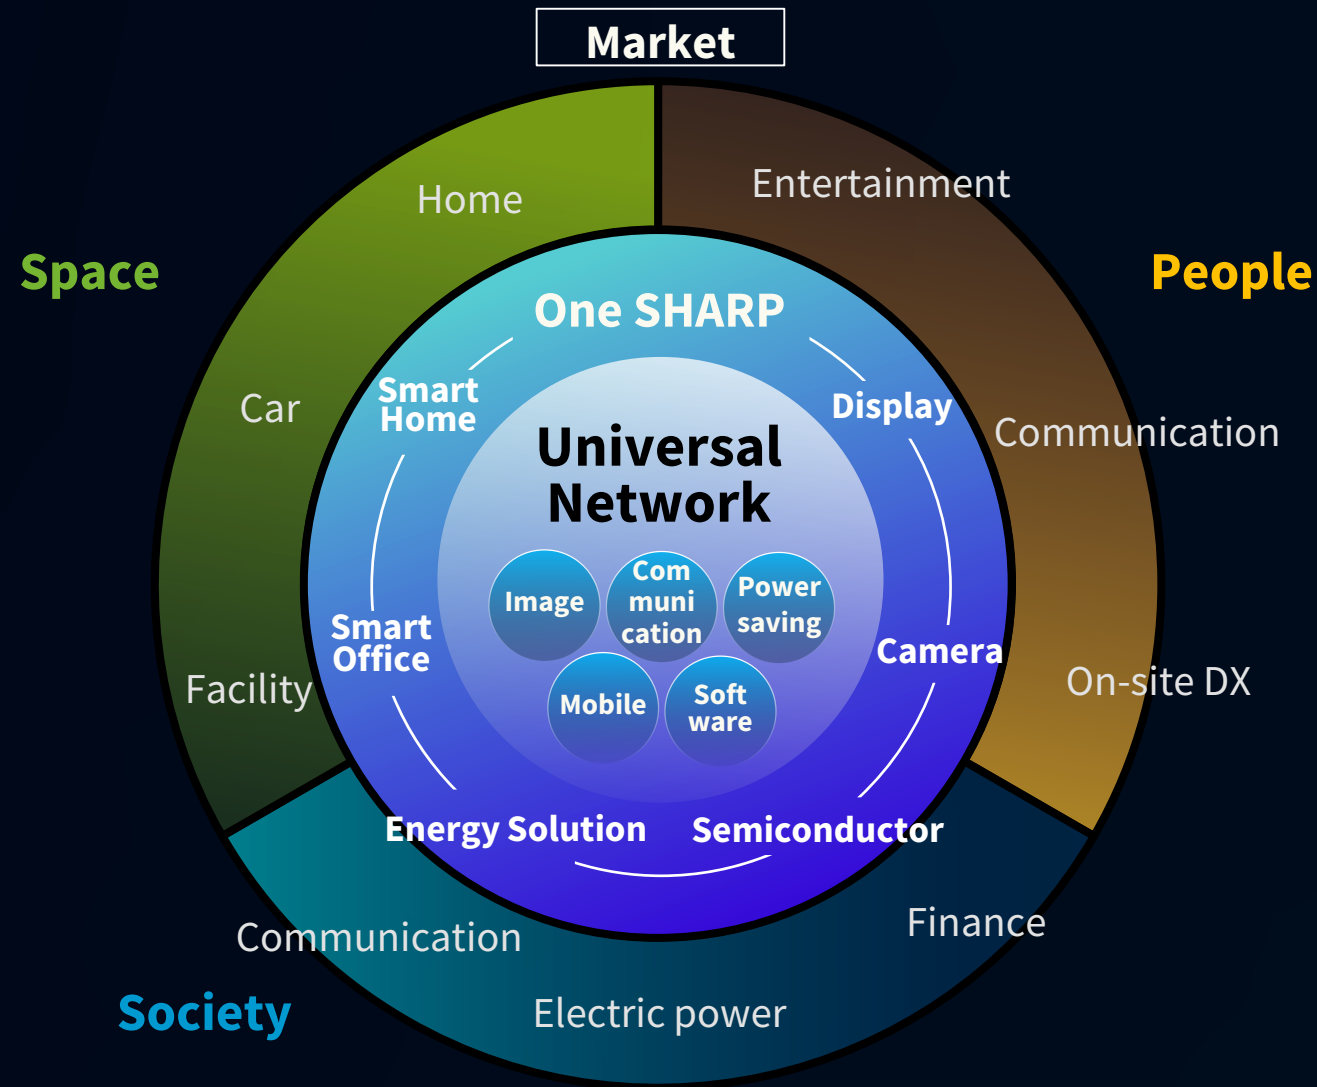 Market
Home
Entertainment
Space
People
One SHARP
Smart
Home
Display
Car
Communication
Universal
Network
Image
Com
muni
cation
Power
saving
Smart
Office
Camera
Facility
On-site DX
Mobile
Soft
ware
Energy Solution
Semiconductor
Communication
Finance
Society
Electric power